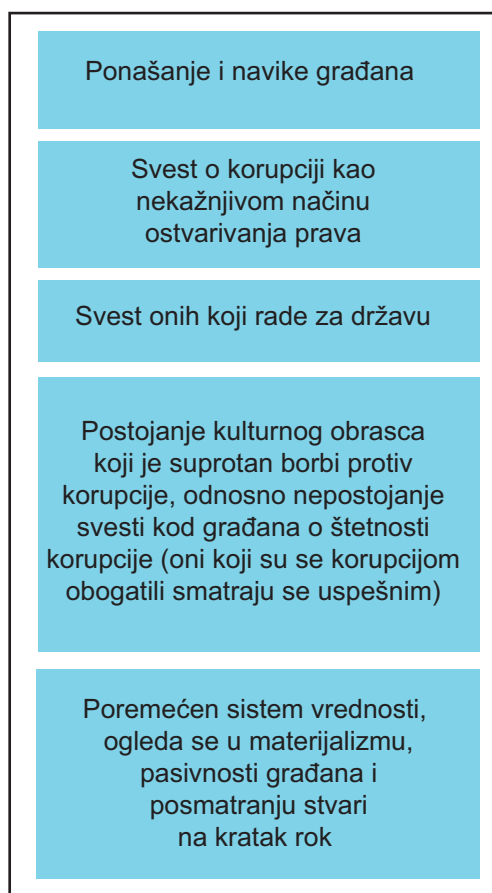 Ponašanje i navike građana
Svest o korupciji kao
nekažnjivom načinu
ostvarivanja prava
Svest onih koji rade za državu
Postojanje kulturnog obrasca
koji je suprotan borbi protiv
korupcije, odnosno nepostojanje
svesti kod građana o štetnosti
korupcije (oni koji su se korupcijom
obogatili smatraju se uspešnim)
Poremećen sistem vrednosti,
ogleda se u materijalizmu,
pasivnosti građana i
posmatranju stvari
na kratak rok